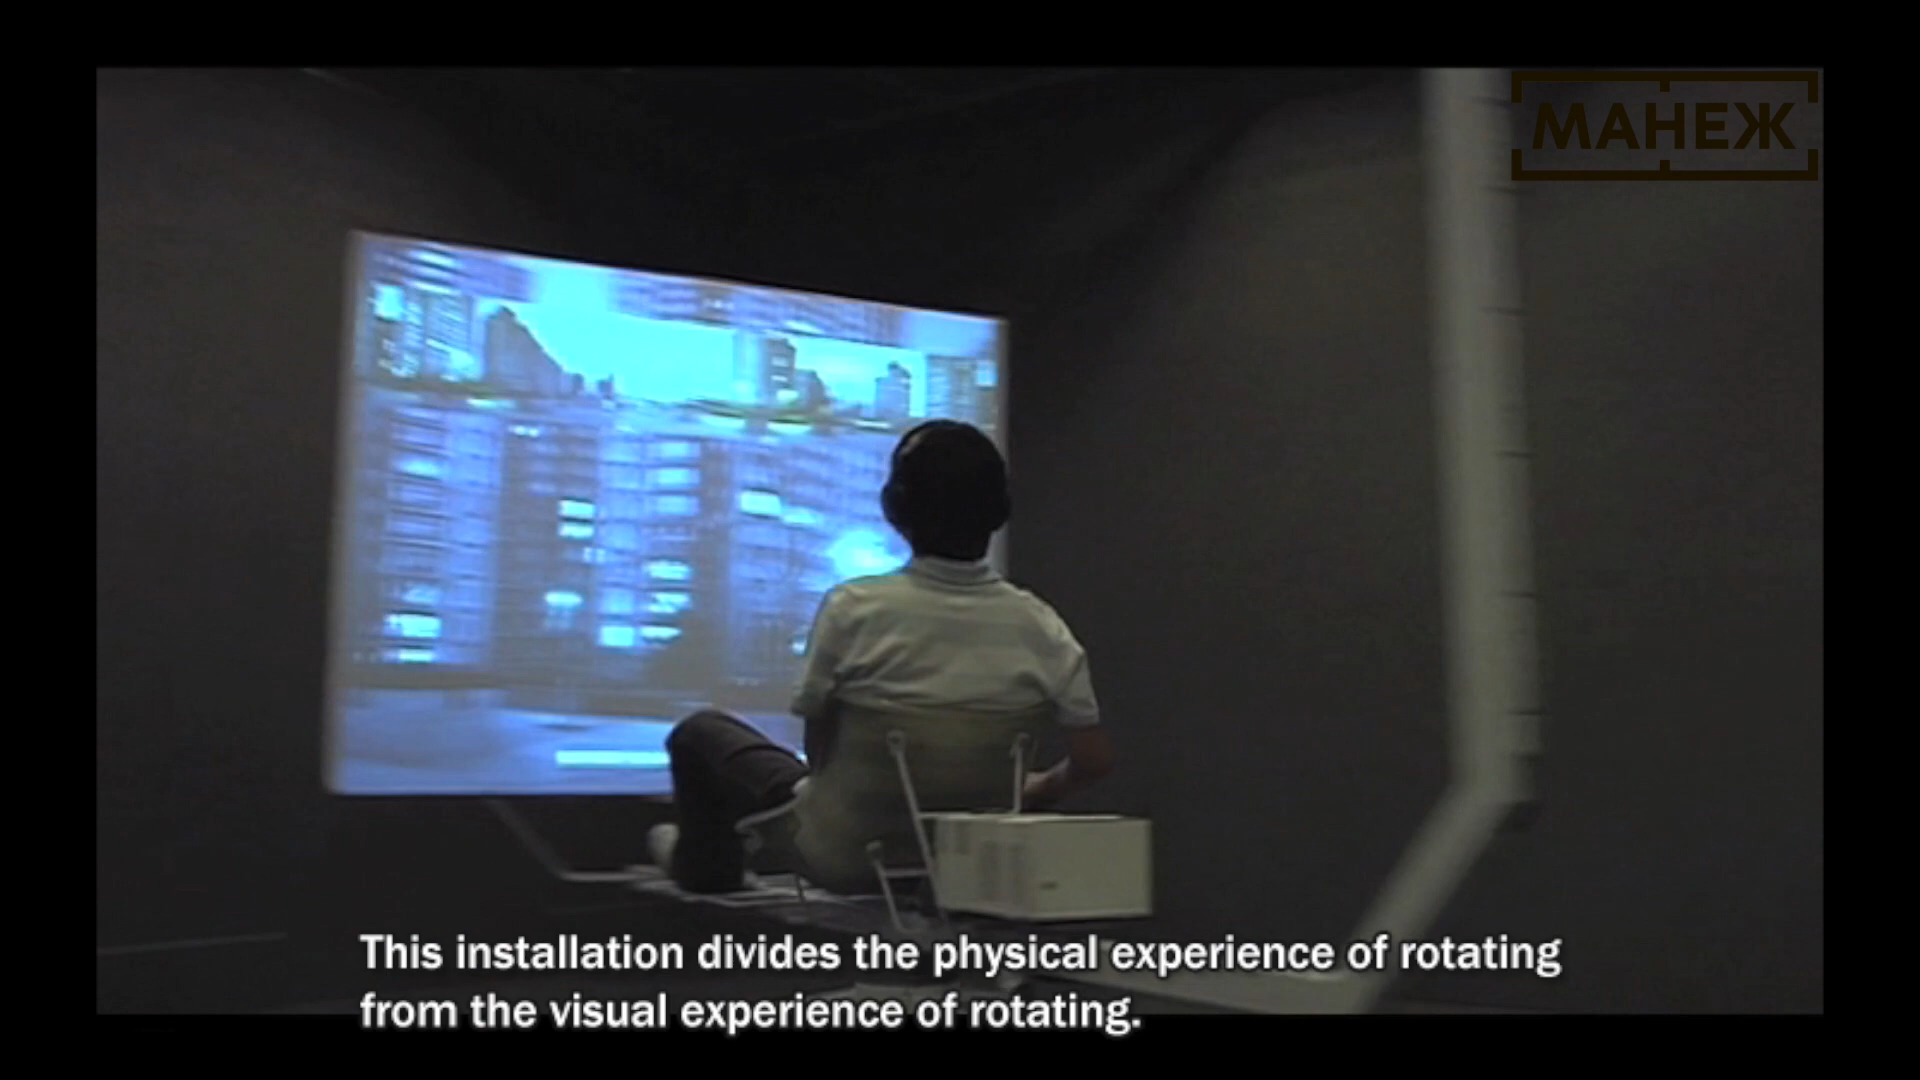 МАНЕЖ
This installation divides the physical experience of rotating
from the visual experience of rotating.